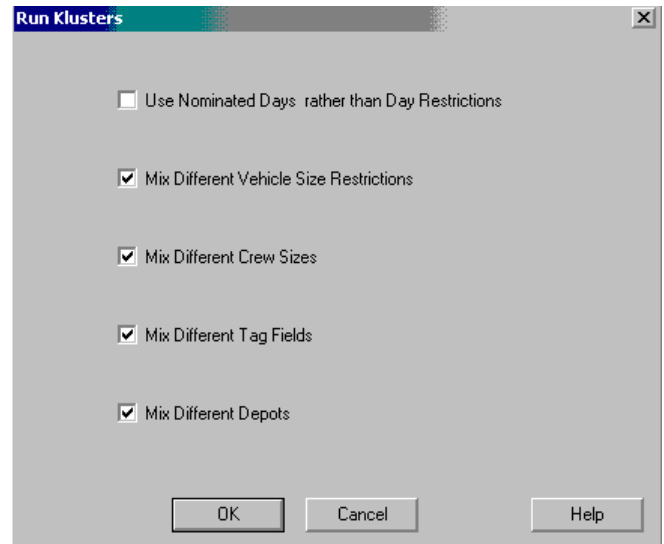 Run Klusters
Use Nominated Days rather than Day Restrictions
Mix Different Vehicle Size Restrictions
Mix Different Crew Sizes
Mix Different Tag Fields
Mix Different Depots
OK Cancel Help